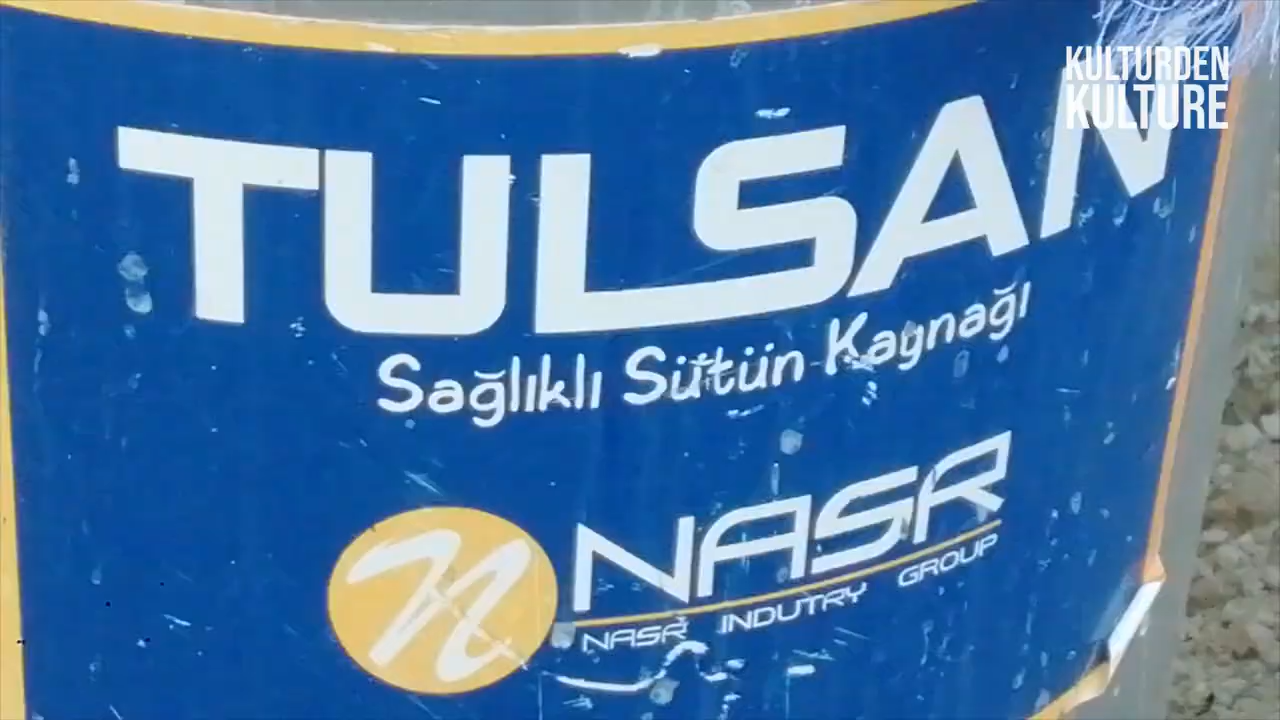 KULTURDEN
KULTURE
TULSAN
Sağlıklı Sütün Kaynağı
n NASR
NASR INDUTRY GROUP